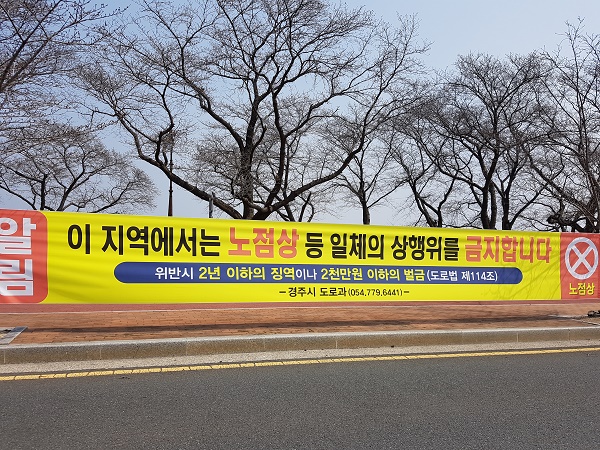 알림
이 지역에서는 노점상 등 일체의 상행위를 금지합니다
위반시 2년 이하의 징역이나 2천만원 이하의 벌금(도로법 제114조)
-경주시 도로과(054.779.6441)-
노점상